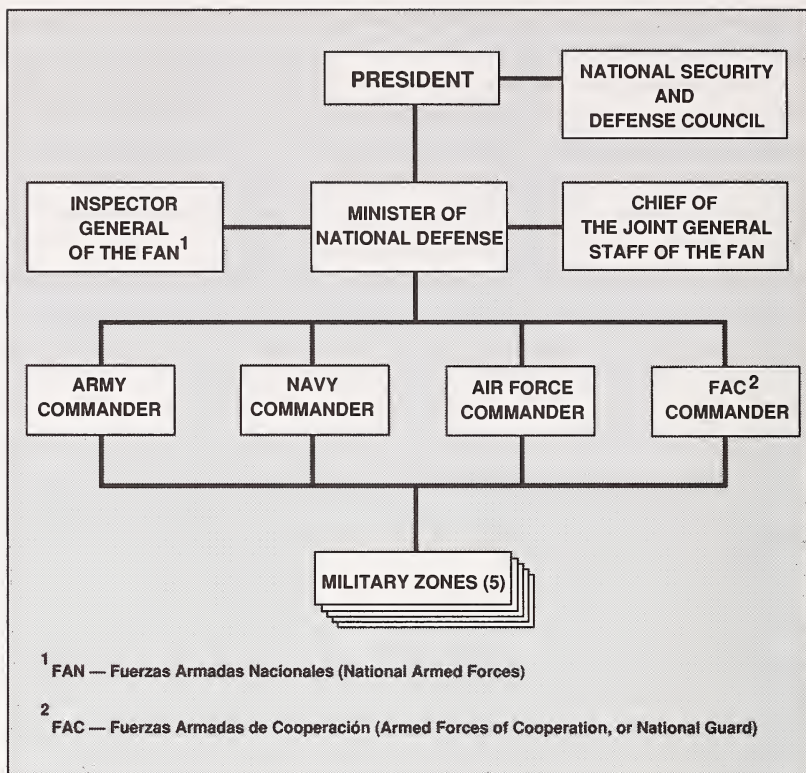 PRESIDENT
NATIONAL SECURITY
AND
DEFENSE COUNCIL
INSPECTOR
GENERAL
OF THE FAN1
MINISTER OF
NATIONAL DEFENSE
CHIEF OF
THE JOINT GENERAL
STAFF OF THE FAN
ARMY
COMMANDER
NAVY
COMMANDER
AIR FORCE
COMMANDER
FAC2
COMMANDER
MILITARY ZONES (5)
1 FAN — Fuerzas Armadas Nacionales (National Armed Forces)
2 FAC — Fuerzas Armadas de Cooperación (Armed Forces of Cooperation, or National Guard)